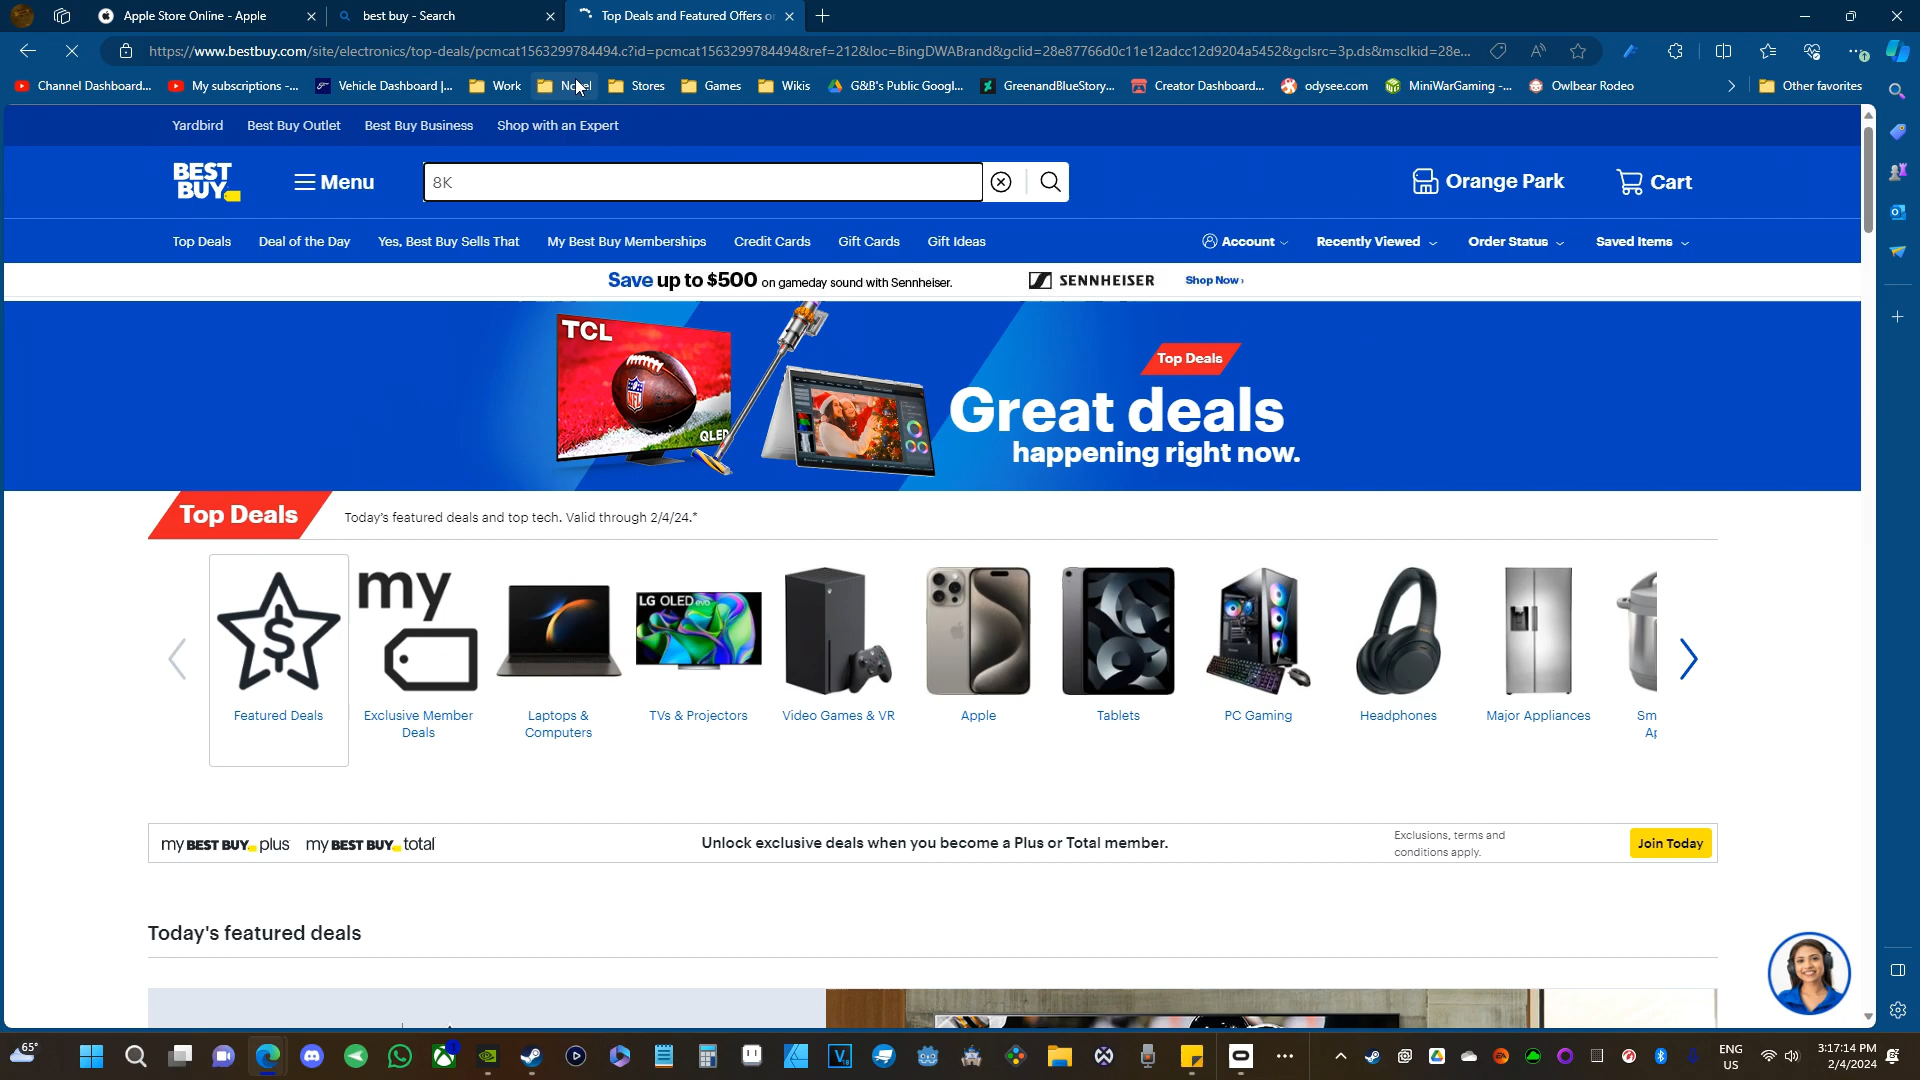 Apple Store Online - Apple
best buy - Search
Top Deals and Featured Offers o
https://www.bestbuy.com/site/electronics/top-deals/pcmcat1563299784494.c?id=pcmcat1563299784494&ref=212&loc=BingDWABrand&gclid=28e87766d0c11e12adcc12d9204a5452&gclsrc=3p.ds&msclkid=28e...
Channel Dashboard...
My subscriptions -...
Vehicle Dashboard |...
Work
Stores
Games
Wikis
G&B's Public Googl...
GreenandBlueStory...
Creator Dashboard...
odysee.com
MiniWarGaming -...
Owlbear Rodeo
Other favorites
Yardbird
Best Buy Outlet
Best Buy Business
Shop with an Expert
BEST
BUY
Menu
8K
Orange Park
Cart
Top Deals
Deal of the Day
Yes, Best Buy Sells That
My Best Buy Memberships
Credit Cards
Gift Cards
Gift Ideas
Account
Recently Viewed
Order Status
Saved Items
Save up to $500 on gameday sound with Sennheiser.
SENNHEISER
Shop Now ›
TCL
NFL
QLED
Top Deals
Great deals
happening right now.
Top Deals
Today's featured deals and top tech. Valid through 2/4/24.*
my
LG OLED evo
Featured Deals
Exclusive Member
Deals
Laptops &
Computers
TVs & Projectors
Video Games & VR
Apple
Tablets
PC Gaming
Headphones
Major Appliances
Sm
Ap
my BEST BUY plus
my BEST BUY total
Unlock exclusive deals when you become a Plus or Total member.
Exclusions, terms and
conditions apply.
Join Today
Today's featured deals
65°
ENG
US
3:17:14 PM
2/4/2024